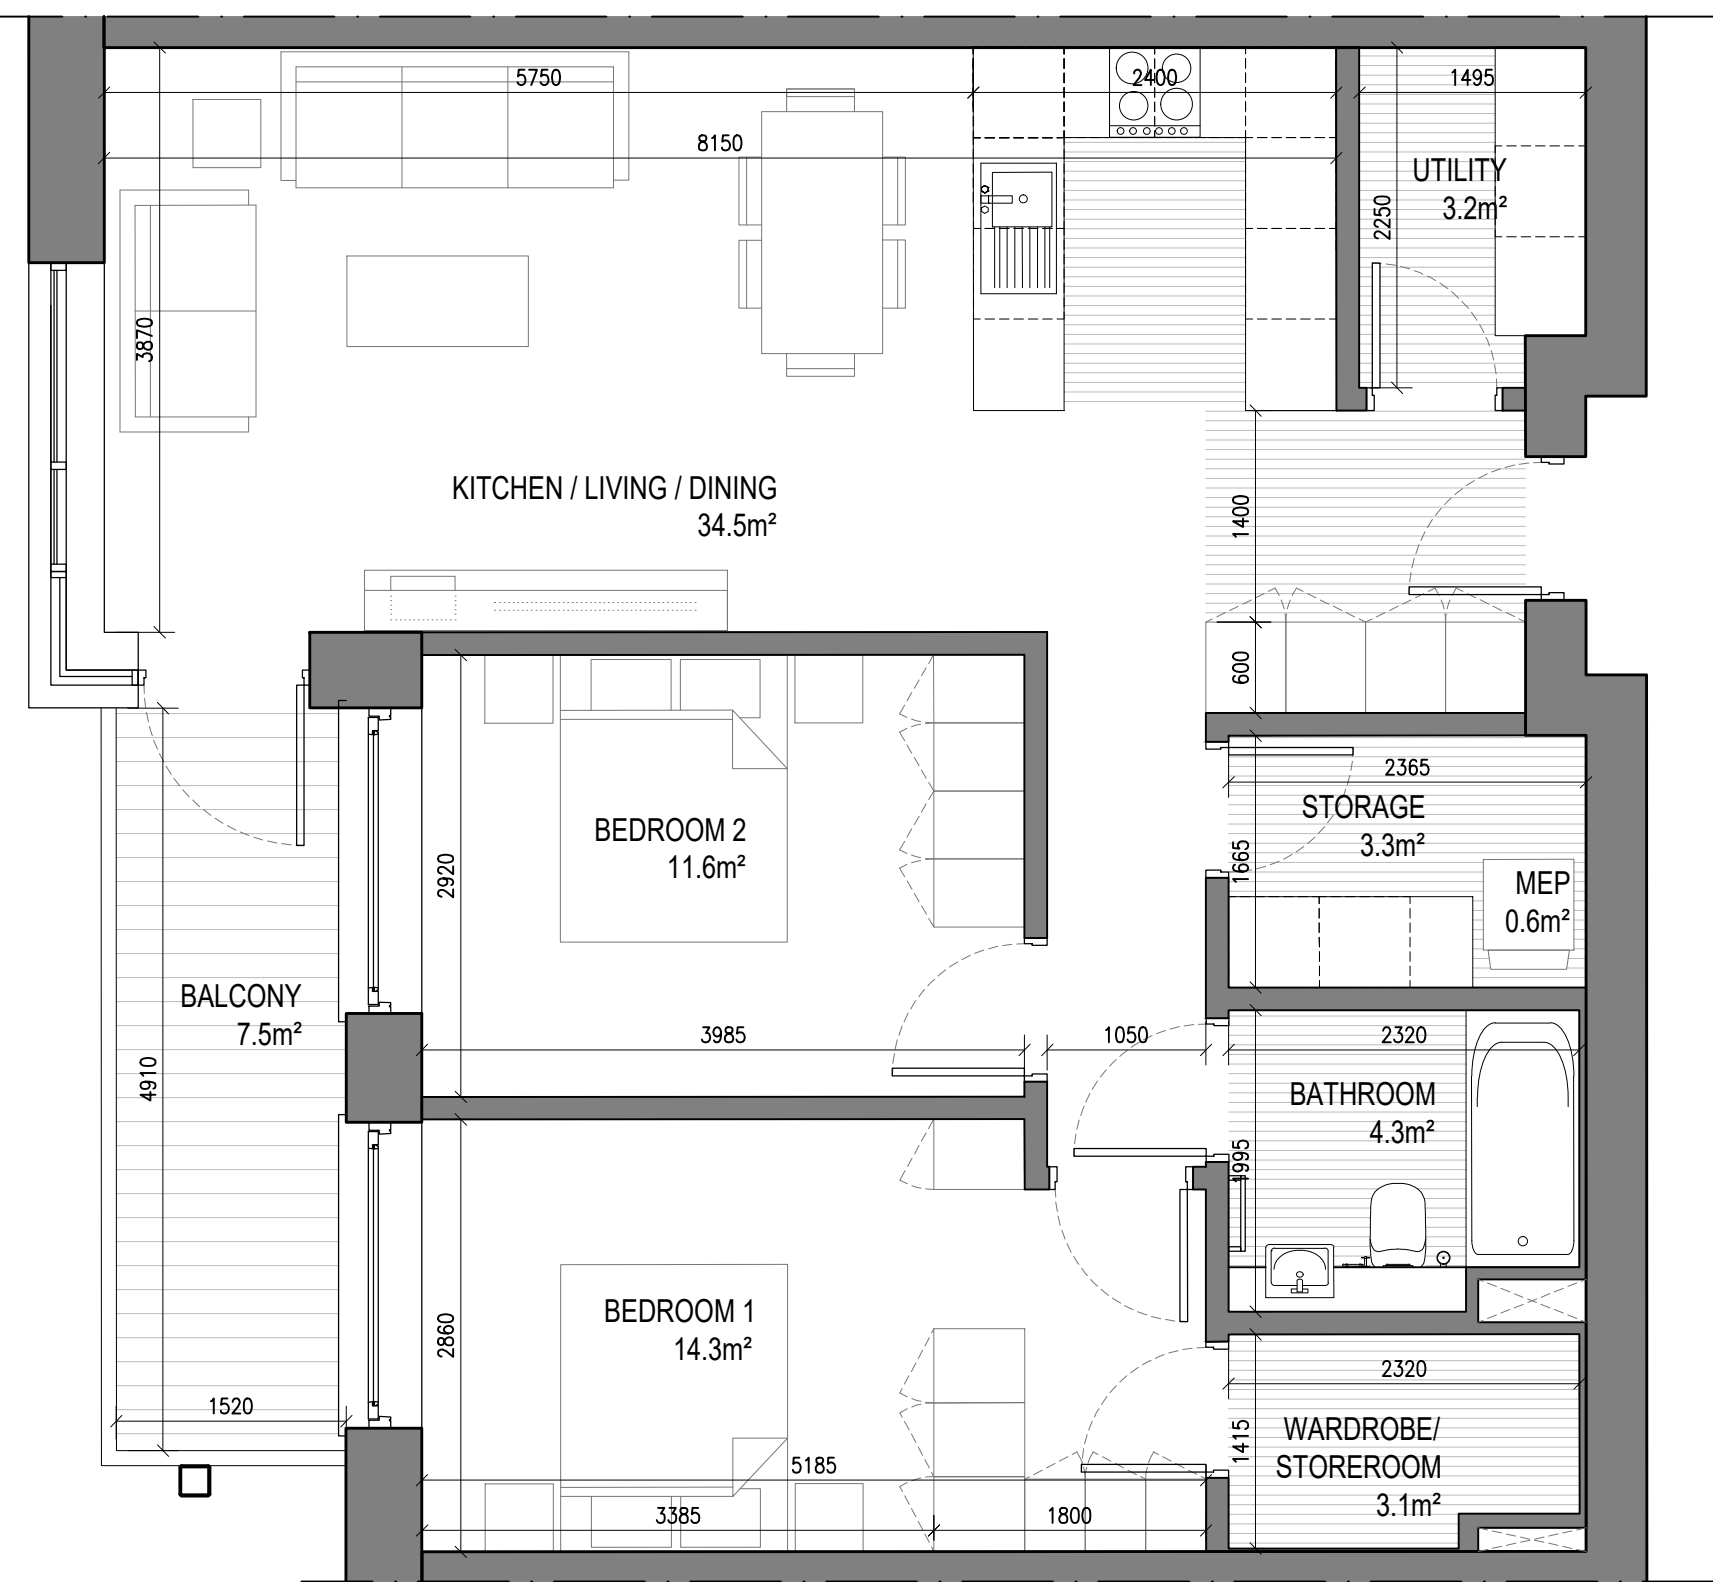 5750
2400
1495
8150
UTILITY
3.2m²
2250
3870
KITCHEN / LIVING / DINING
34.5m²
1400
600
2365
STORAGE
3.3m²
1665
MEP
0.6m²
BEDROOM 2
11.6m²
2920
BALCONY
7.5m²
4910
3985
1050
2320
BATHROOM
4.3m²
1995
BEDROOM 1
14.3m²
2860
2320
1520
WARDROBE/
STOREROOM
3.1m²
1415
5185
3385
1800